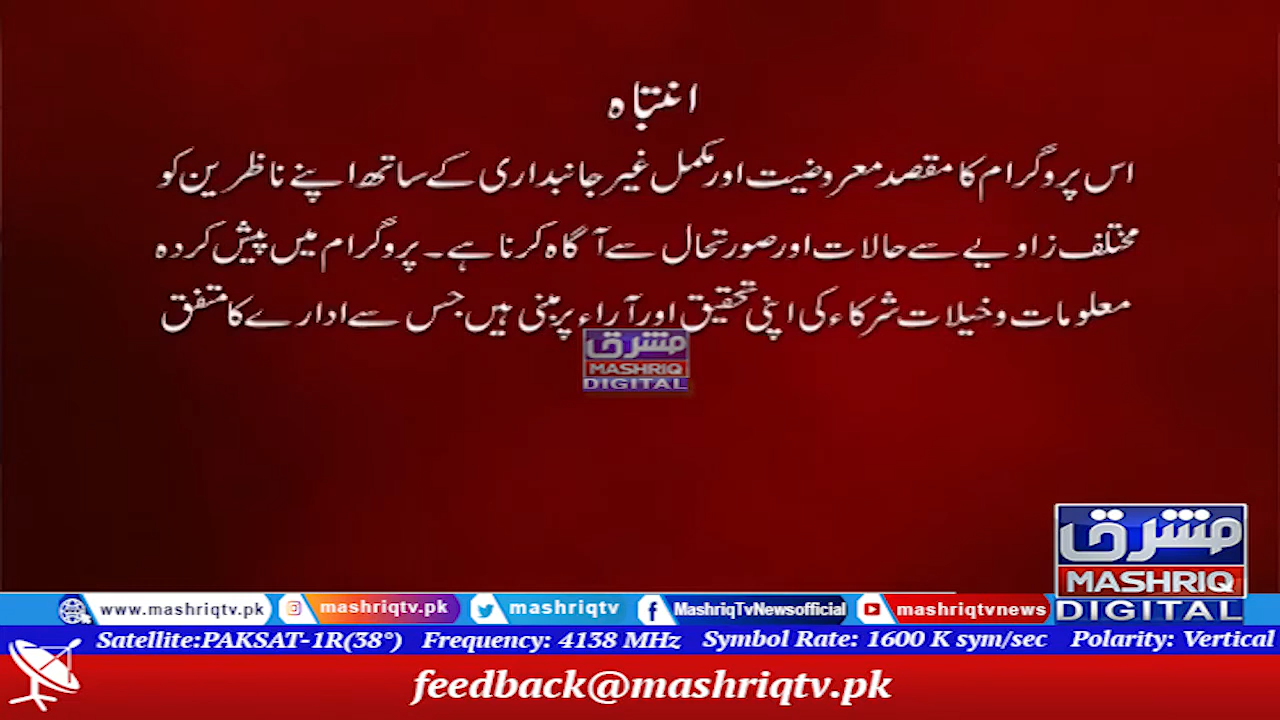 انتباہ
اس پروگرام کا مقصد معروضیت اور مکمل غیر جانبداری کے ساتھ اپنے ناظرین کو
مختلف زاویے سے حالات اور صورتحال سے آگاہ کرنا ہے۔ پروگرام میں پیش کردہ
معلومات و خیلات شرکاء کی اپنی تحقیق اور آراء پر مبنی ہیں جس سے ادارے کا متفق
مشرق
MASHRIQ
DIGITAL
مشرق
MASHRIQ
DIGITAL
www.mashriqtv.pk mashriqtv.pk mashriqtv MashriqTvNewsofficial mashriqtvnews
Satellite:PAKSAT-1R(38°) Frequency: 4138 MHz Symbol Rate: 1600 K sym/sec Polarity: Vertical
feedback@mashriqtv.pk